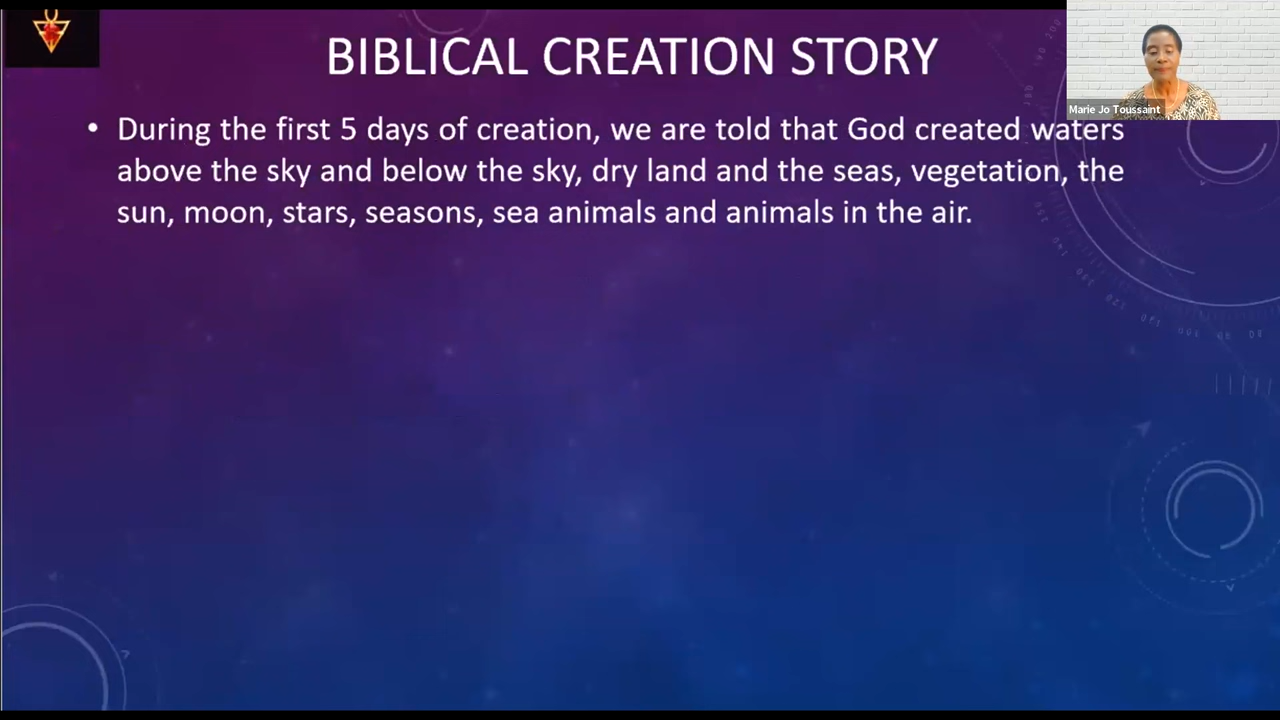 BIBLICAL CREATION STORY
Marie Jo Toussaint
• During the first 5 days of creation, we are told that God created waters
above the sky and below the sky, dry land and the seas, vegetation, the
sun, moon, stars, seasons, sea animals and animals in the air.